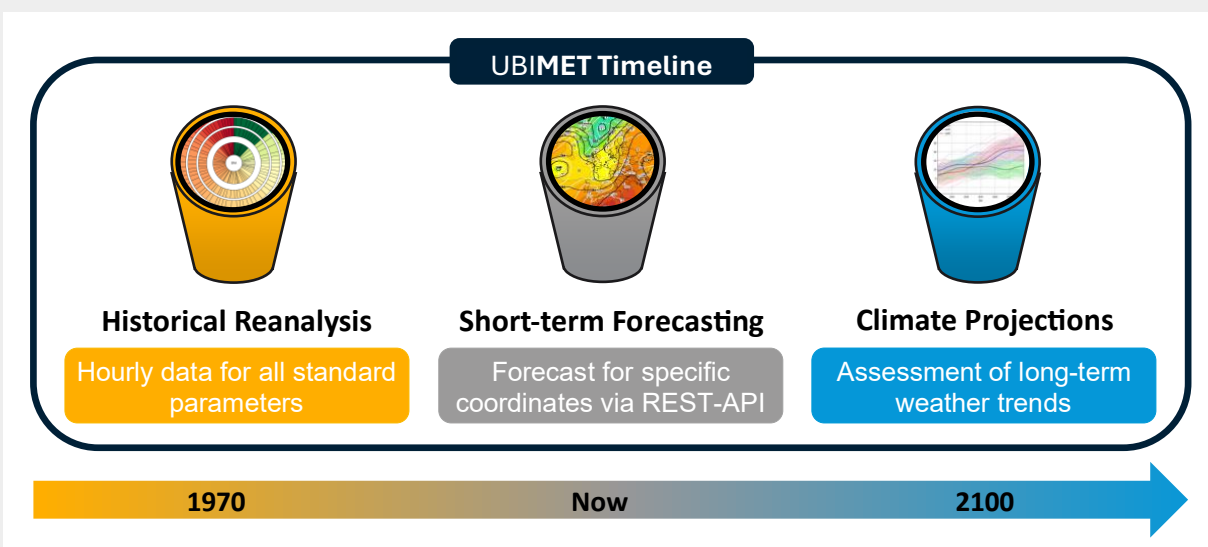 UBIMET Timeline
Historical Reanalysis
Hourly data for all standard
parameters
Short-term Forecasting
Forecast for specific
coordinates via REST-API
Climate Projections
Assessment of long-term
weather trends
1970
Now
2100